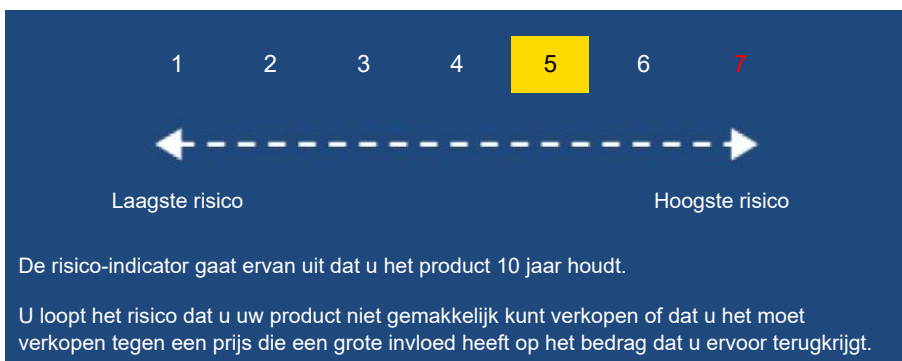 1 2 3 4 5 6 7
Laagste risico Hoogste risico
De risico-indicator gaat ervan uit dat u het product 10 jaar houdt.
U loopt het risico dat u uw product niet gemakkelijk kunt verkopen of dat u het moet
verkopen tegen een prijs die een grote invloed heeft op het bedrag dat u ervoor terugkrijgt.